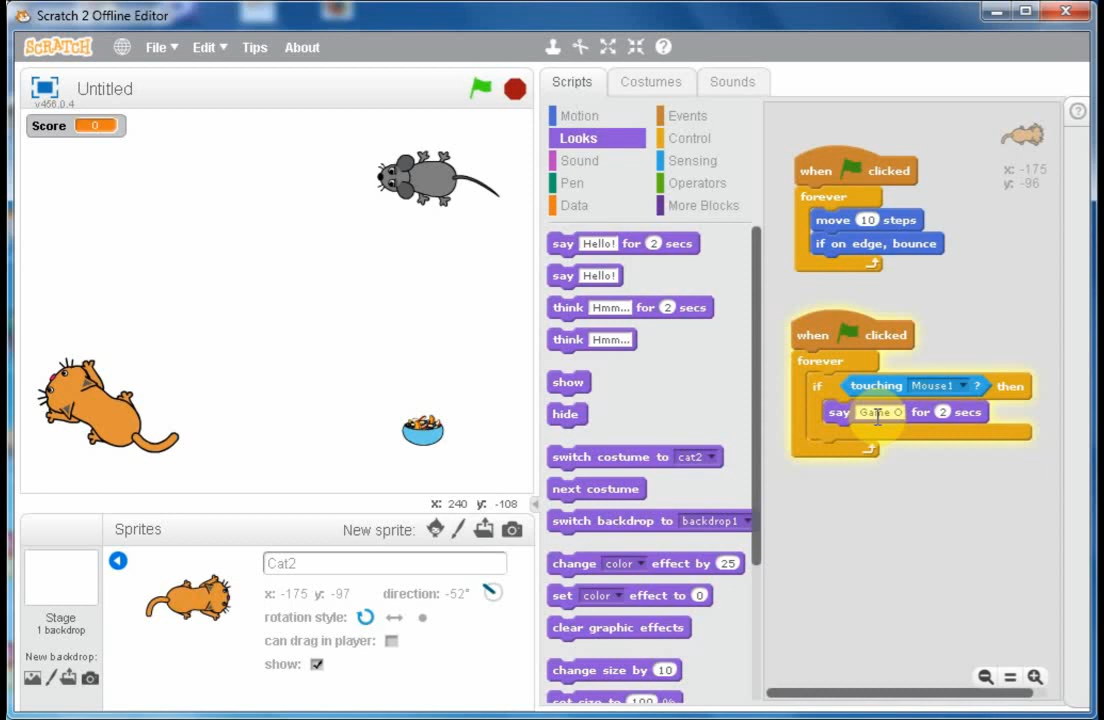 Scratch 2 Offline Editor
SCRATCH File Edit Tips About
Untitled
v456.0.4
Score 0
x: 240 y: -108
Sprites New sprite:
Stage
1 backdrop
New backdrop:
Cat2
x: -175 y: -97 direction: -52°
rotation style:
can drag in player:
show:
Scripts Costumes Sounds
Motion Events
Looks Control
Sound Sensing
Pen Operators
Data More Blocks
say Hello! for 2 secs
say Hello!
think Hmm... for 2 secs
think Hmm...
show
hide
switch costume to cat2
next costume
switch backdrop to backdrop1
change color effect by 25
set color effect to 0
clear graphic effects
change size by 10
set size to 100 %
x: -175
y: -96
when clicked
forever
move 10 steps
if on edge, bounce
when clicked
forever
if touching Mouse1 ? then
say Game O for 2 secs